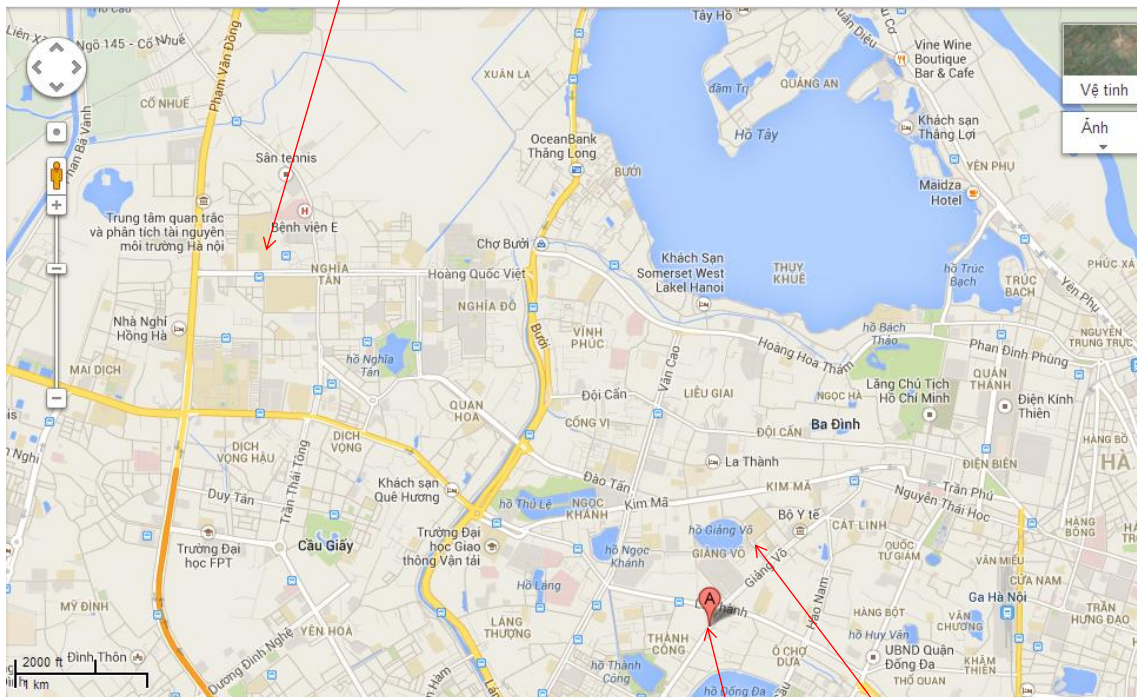 Tây Hồ
Xuân Diệu
Liên Xã
Ngõ 145 - Cổ Nhuế
Phạm Văn Đồng
XUÂN LA
Vine Wine
Boutique
Bar & Cafe
Vệ tinh
Ảnh
CỔ NHUẾ
Phan Bá Vành
đầm Trị
QUẢNG AN
Hồ Tây
Khách sạn
Thắng Lợi
OceanBank
Thăng Long
BƯỞI
YÊN PHỤ
Sân tennis
Maidza
Hotel
Trung tâm quan trắc
và phân tích tài nguyên
môi trường Hà nội
Bệnh viện E
Chợ Bưởi
Khách Sạn
Somerset West
Lakel Hanoi
THỤY
KHUÊ
hồ Trúc
Bạch
TRÚC
BẠCH
PHÚC XÁ
Yên Phụ
NGHĨA
TÂN
Hoàng Quốc Việt
NGHĨA ĐÔ
Bưởi
VĨNH
PHÚC
Hoàng Hoa Thám
hồ Bách
Thảo
Phan Đình Phùng
NGUYỄN
TRUNG TRỰC
Nhà Nghỉ
Hồng Hà
hồ Nghĩa
Tân
MAI DỊCH
Văn Cao
LIỄU GIAI
NGỌC HÀ
Lăng Chủ Tịch
Hồ Chí Minh
QUÁN
THÁNH
Điện Kính
Thiên
QUAN
HOA
Đội Cấn
CỐNG VỊ
ĐỘI CẤN
Ba Đình
HÀNG BỒ
HÀ
DỊCH
VỌNG HẬU
DỊCH
VỌNG
Trần Thái Tông
La Thành
ĐIỆN BIÊN
Đào Tấn
KIM MÃ
Trần Phú
Nguyễn Thái Học
Duy Tân
Khách sạn
Quê Hương
hồ Thủ Lệ
NGỌC
KHÁNH
Kim Mã
Bộ Y tế
CÁT LINH
HÀNG
BÔNG
Trường Đại
học FPT
Cầu Giấy
Trường Đại
học Giao
thông Vận tải
hồ Ngọc
Khánh
hồ Giảng Võ
GIẢNG VÕ
Giảng Võ
QUỐC
TỬ GIÁM
VĂN MIẾU
CỬA NAM
Ga Hà Nội
Hồ Láng
A
Hào Nam
HÀNG BỘT
VĂN
CHƯƠNG
TRẦN
HƯNG ĐẠO
MỸ ĐÌNH
YÊN HOÀ
LÁNG
THƯỢNG
THÀNH
CÔNG
Ô CHỢ
DỪA
hồ Huy Văn
UBND Quận
Đống Đa
KHÂM
THIÊN
THỔ QUAN
2000 ft
1 km
Đình Thôn
Dương Đình Nghệ
hồ Thành
Công
hồ Đống Đa